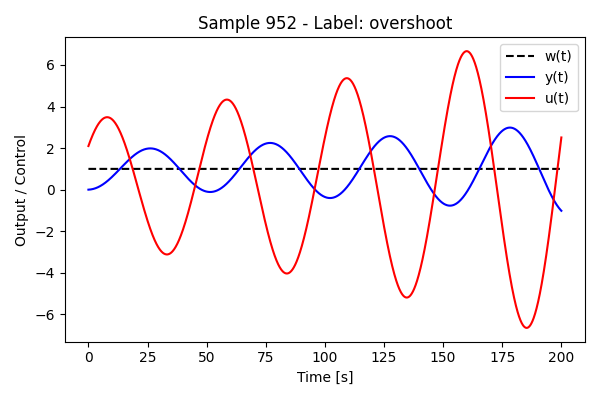 Sample 952 - Label: overshoot
w(t)
y(t)
u(t)
Output / Control
6
4
2
0
−2
−4
−6
0 25 50 75 100 125 150 175 200
Time [s]